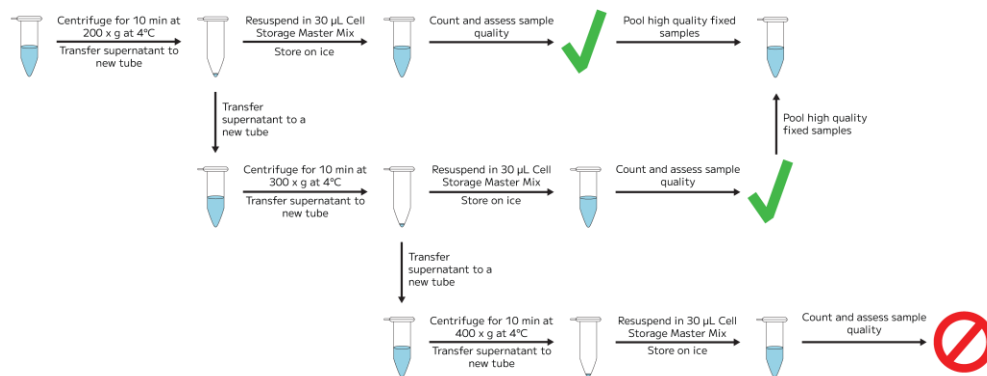 Centrifuge for 10 min at
200 x g at 4°C
Transfer supernatant to
new tube
Resuspend in 30 µL Cell
Storage Master Mix
Store on ice
Count and assess sample
quality
Pool high quality fixed
samples
Transfer
supernatant to a
new tube
Pool high quality
fixed samples
Centrifuge for 10 min at
300 x g at 4°C
Transfer supernatant to
new tube
Resuspend in 30 µL Cell
Storage Master Mix
Store on ice
Count and assess sample
quality
Transfer
supernatant to a
new tube
Centrifuge for 10 min at
400 x g at 4°C
Transfer supernatant to
new tube
Resuspend in 30 µL Cell
Storage Master Mix
Store on ice
Count and assess sample
quality